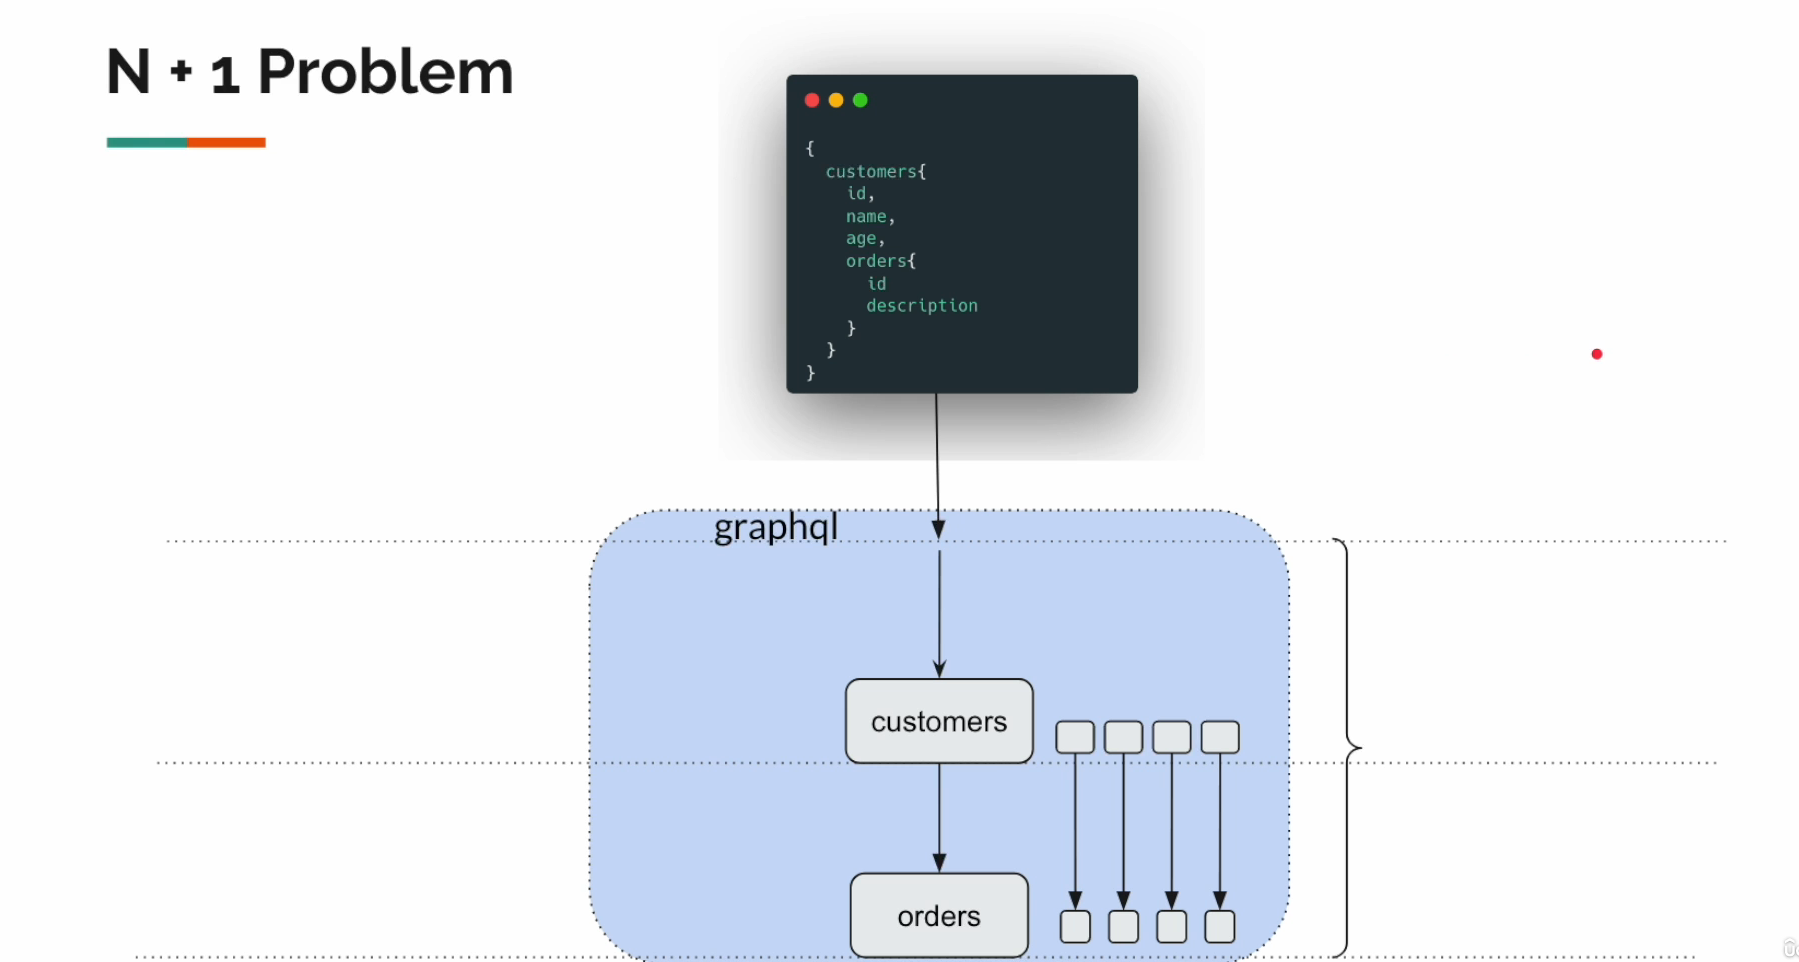 N + 1 Problem
{
customers{
id,
name,
age,
orders{
id
description
}
}
}
graphql
customers
orders